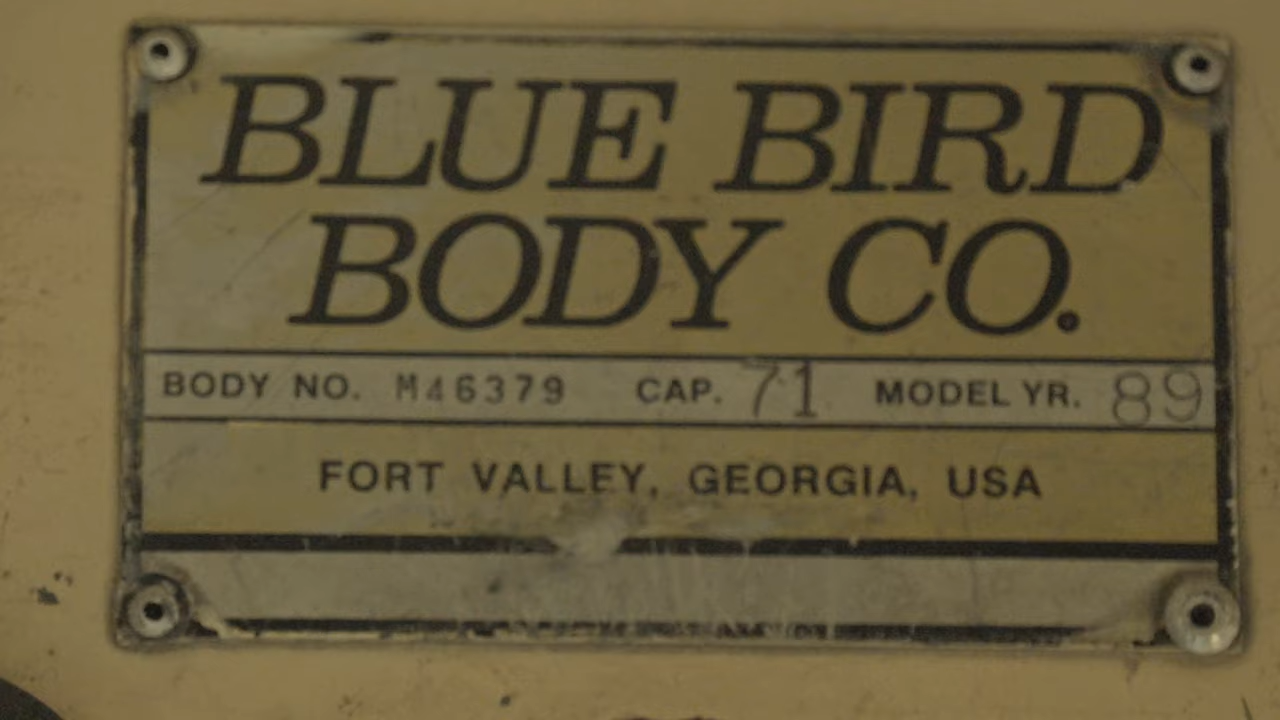 BLUE BIRD
BODY CO.
BODY NO. M46379 CAP. 71 MODEL YR. 89
FORT VALLEY, GEORGIA, USA